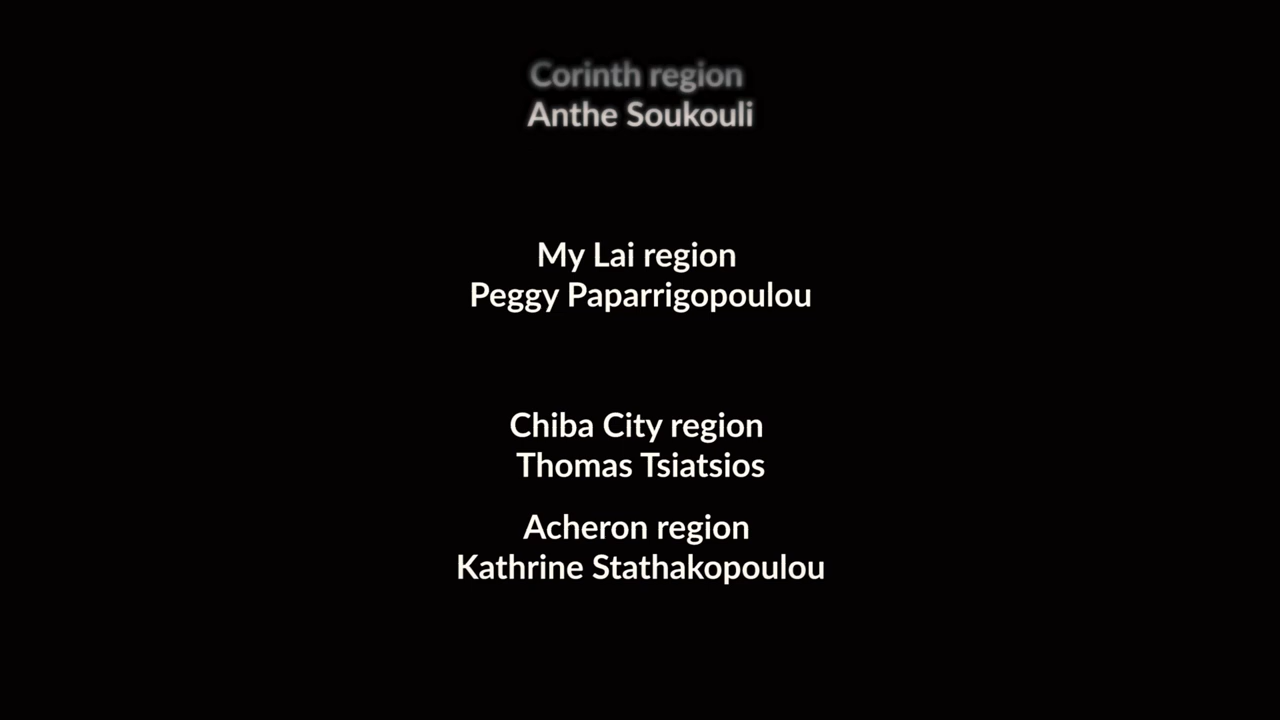 Corinth region
Anthe Soukouli
My Lai region
Peggy Paparrigopoulou
Chiba City region
Thomas Tsiatsios
Acheron region
Kathrine Stathakopoulou